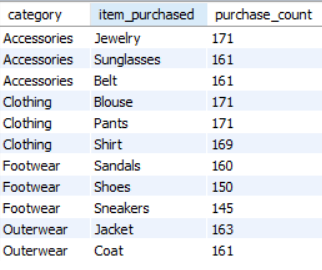 category item_purchased purchase_count
Accessories Jewelry 171
Accessories Sunglasses 161
Accessories Belt 161
Clothing Blouse 171
Clothing Pants 171
Clothing Shirt 169
Footwear Sandals 160
Footwear Shoes 150
Footwear Sneakers 145
Outerwear Jacket 163
Outerwear Coat 161